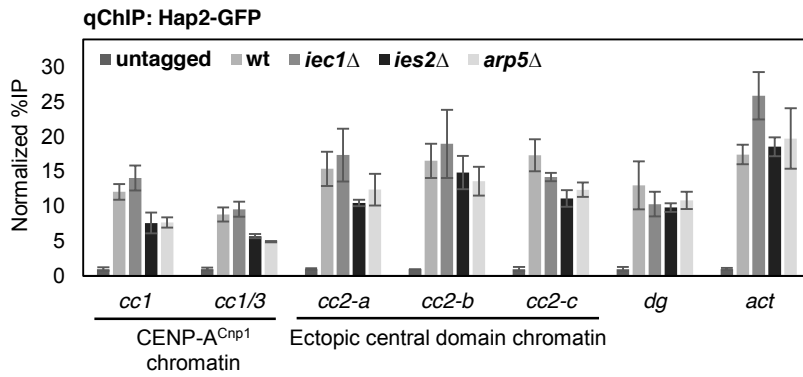 qChIP: Hap2-GFP
untagged wt iec1Δ ies2Δ arp5Δ
Normalized %IP
30
25
20
15
10
5
0
cc1 cc1/3 cc2-a cc2-b cc2-c dg act
CENP-A^Cnp1 Ectopic central domain chromatin
chromatin